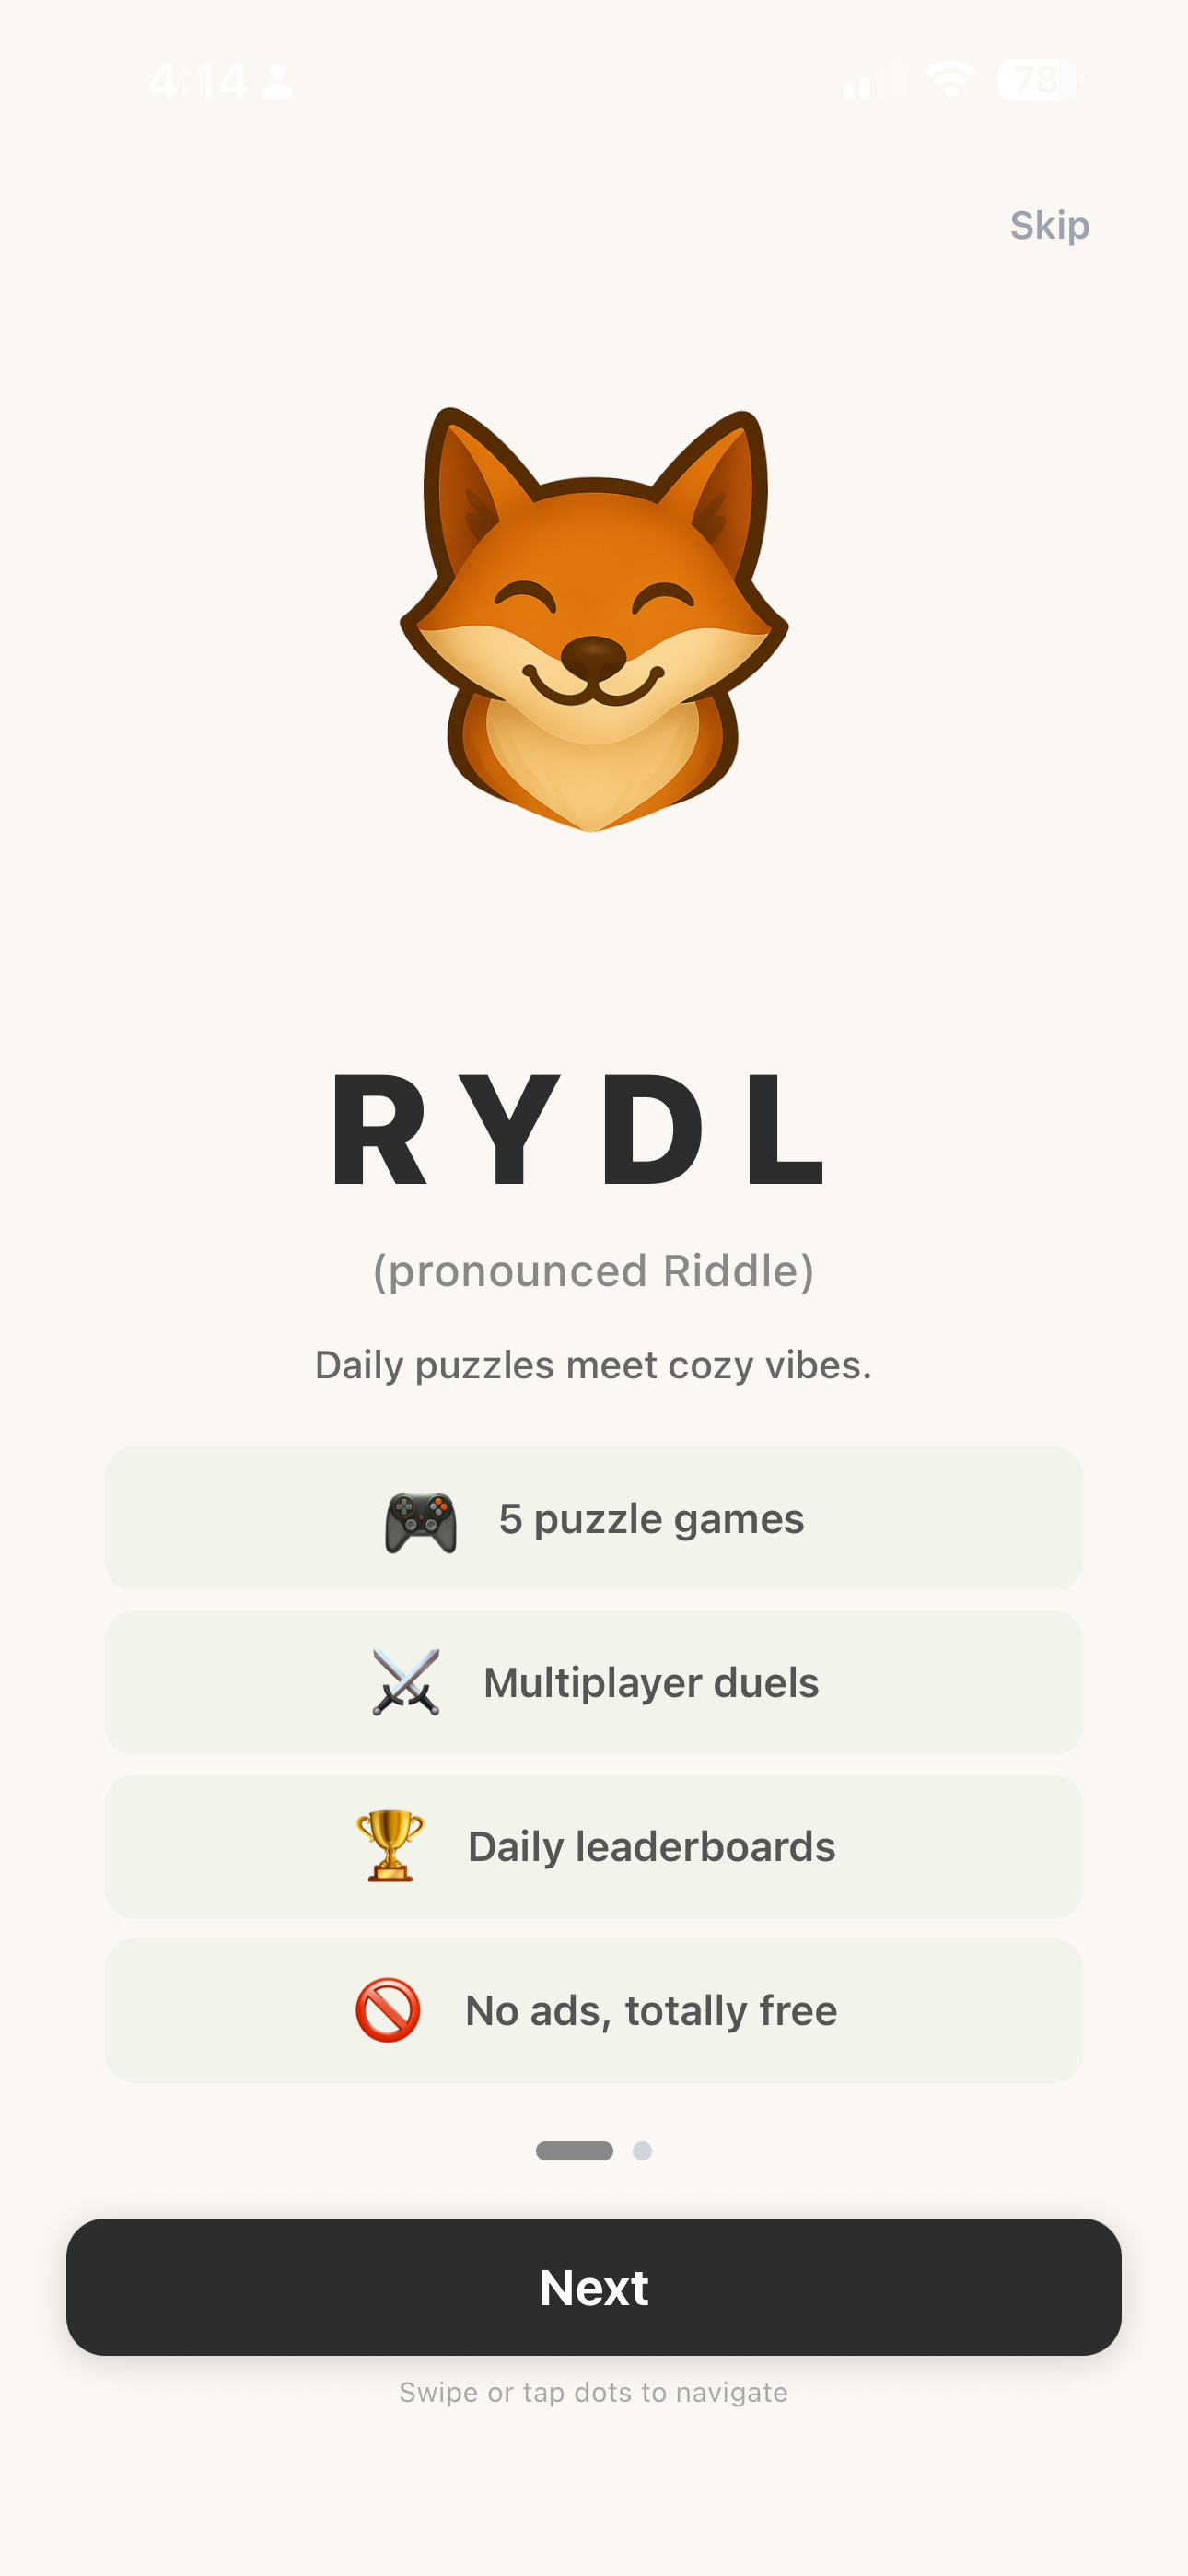 4:14
78
Skip
RYDL
(pronounced Riddle)
Daily puzzles meet cozy vibes.
5 puzzle games
Multiplayer duels
Daily leaderboards
No ads, totally free
Next
Swipe or tap dots to navigate